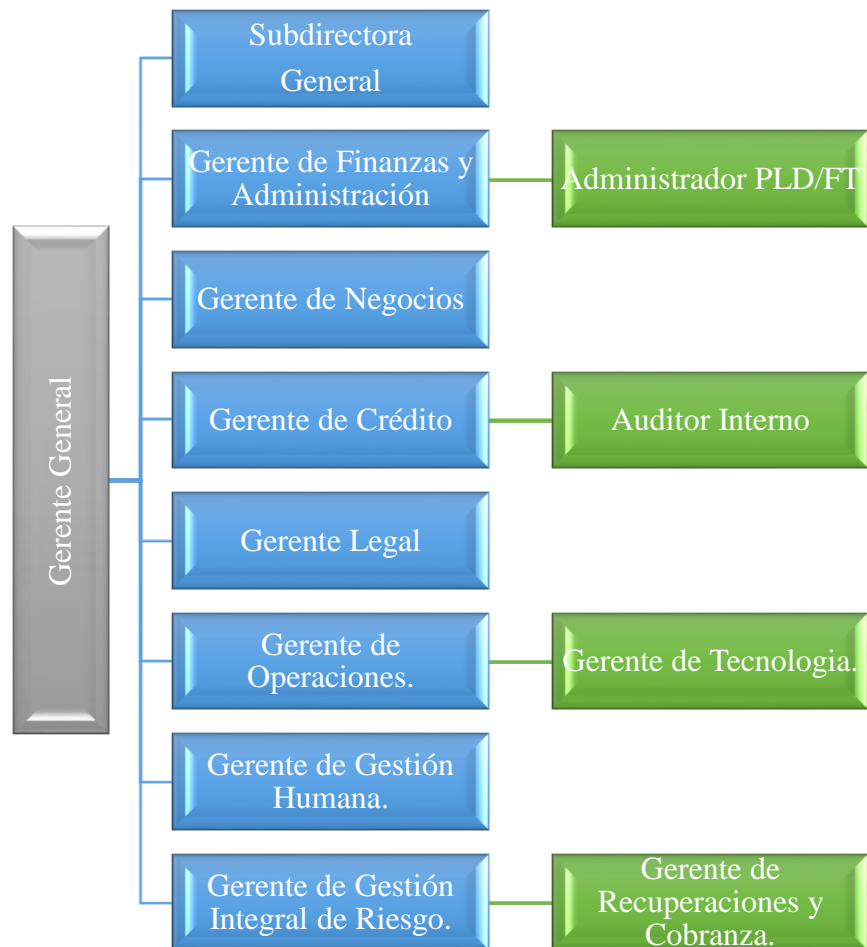 Gerente General
Subdirectora
General
Gerente de Finanzas y
Administración
Administrador PLD/FT
Gerente de Negocios
Gerente de Crédito
Auditor Interno
Gerente Legal
Gerente de
Operaciones.
Gerente de Tecnologia.
Gerente de Gestión
Humana.
Gerente de Gestión
Integral de Riesgo.
Gerente de
Recuperaciones y
Cobranza.